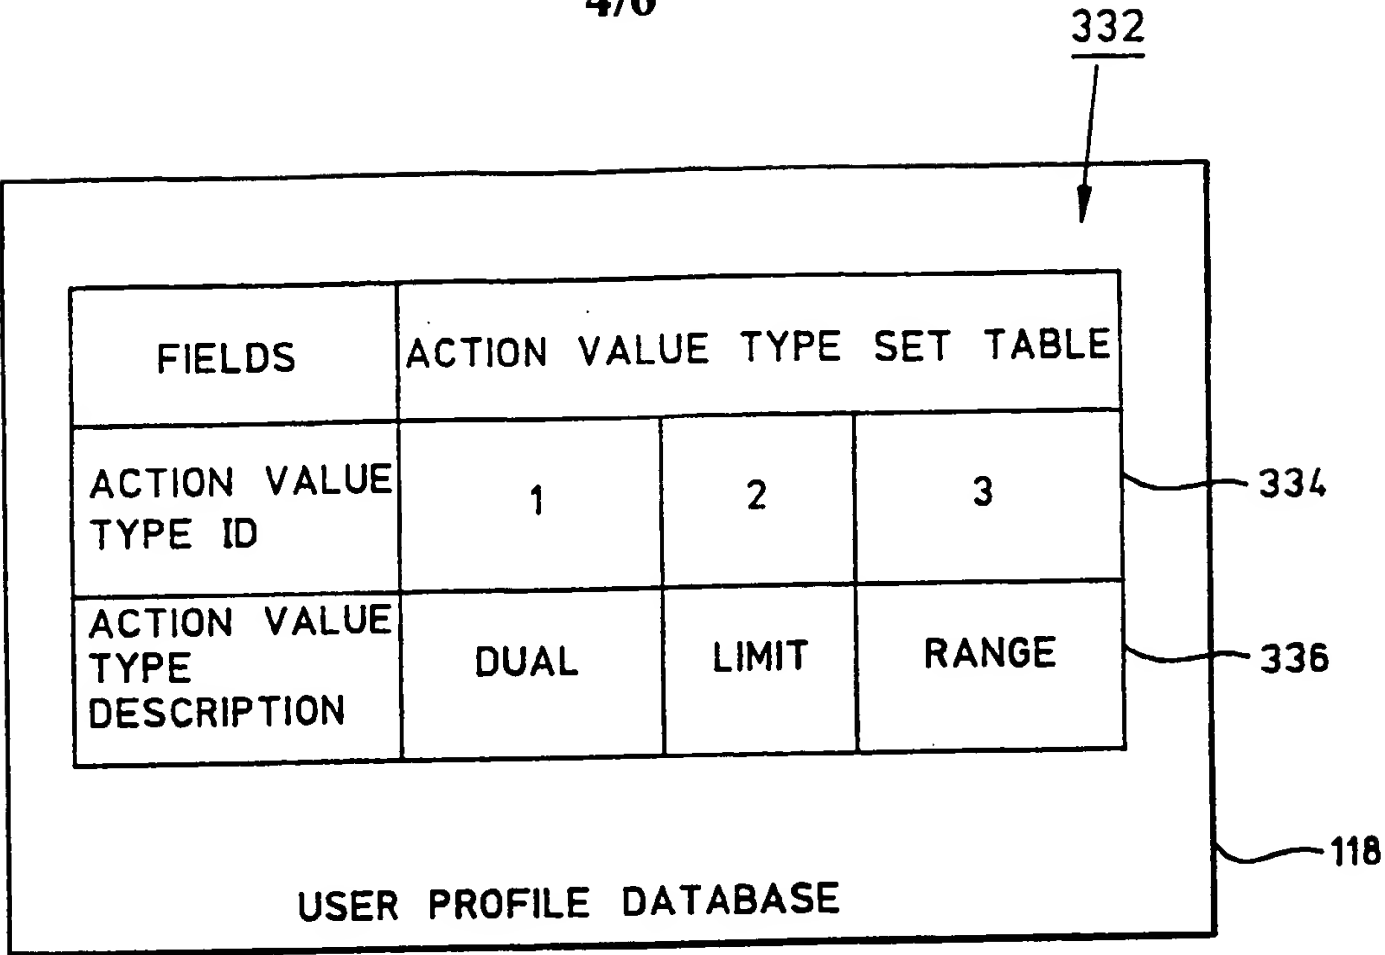 4/6
332
FIELDS
ACTION VALUE TYPE SET TABLE
ACTION VALUE
TYPE ID
1
2
3
334
ACTION VALUE
TYPE
DESCRIPTION
DUAL
LIMIT
RANGE
336
118
USER PROFILE DATABASE